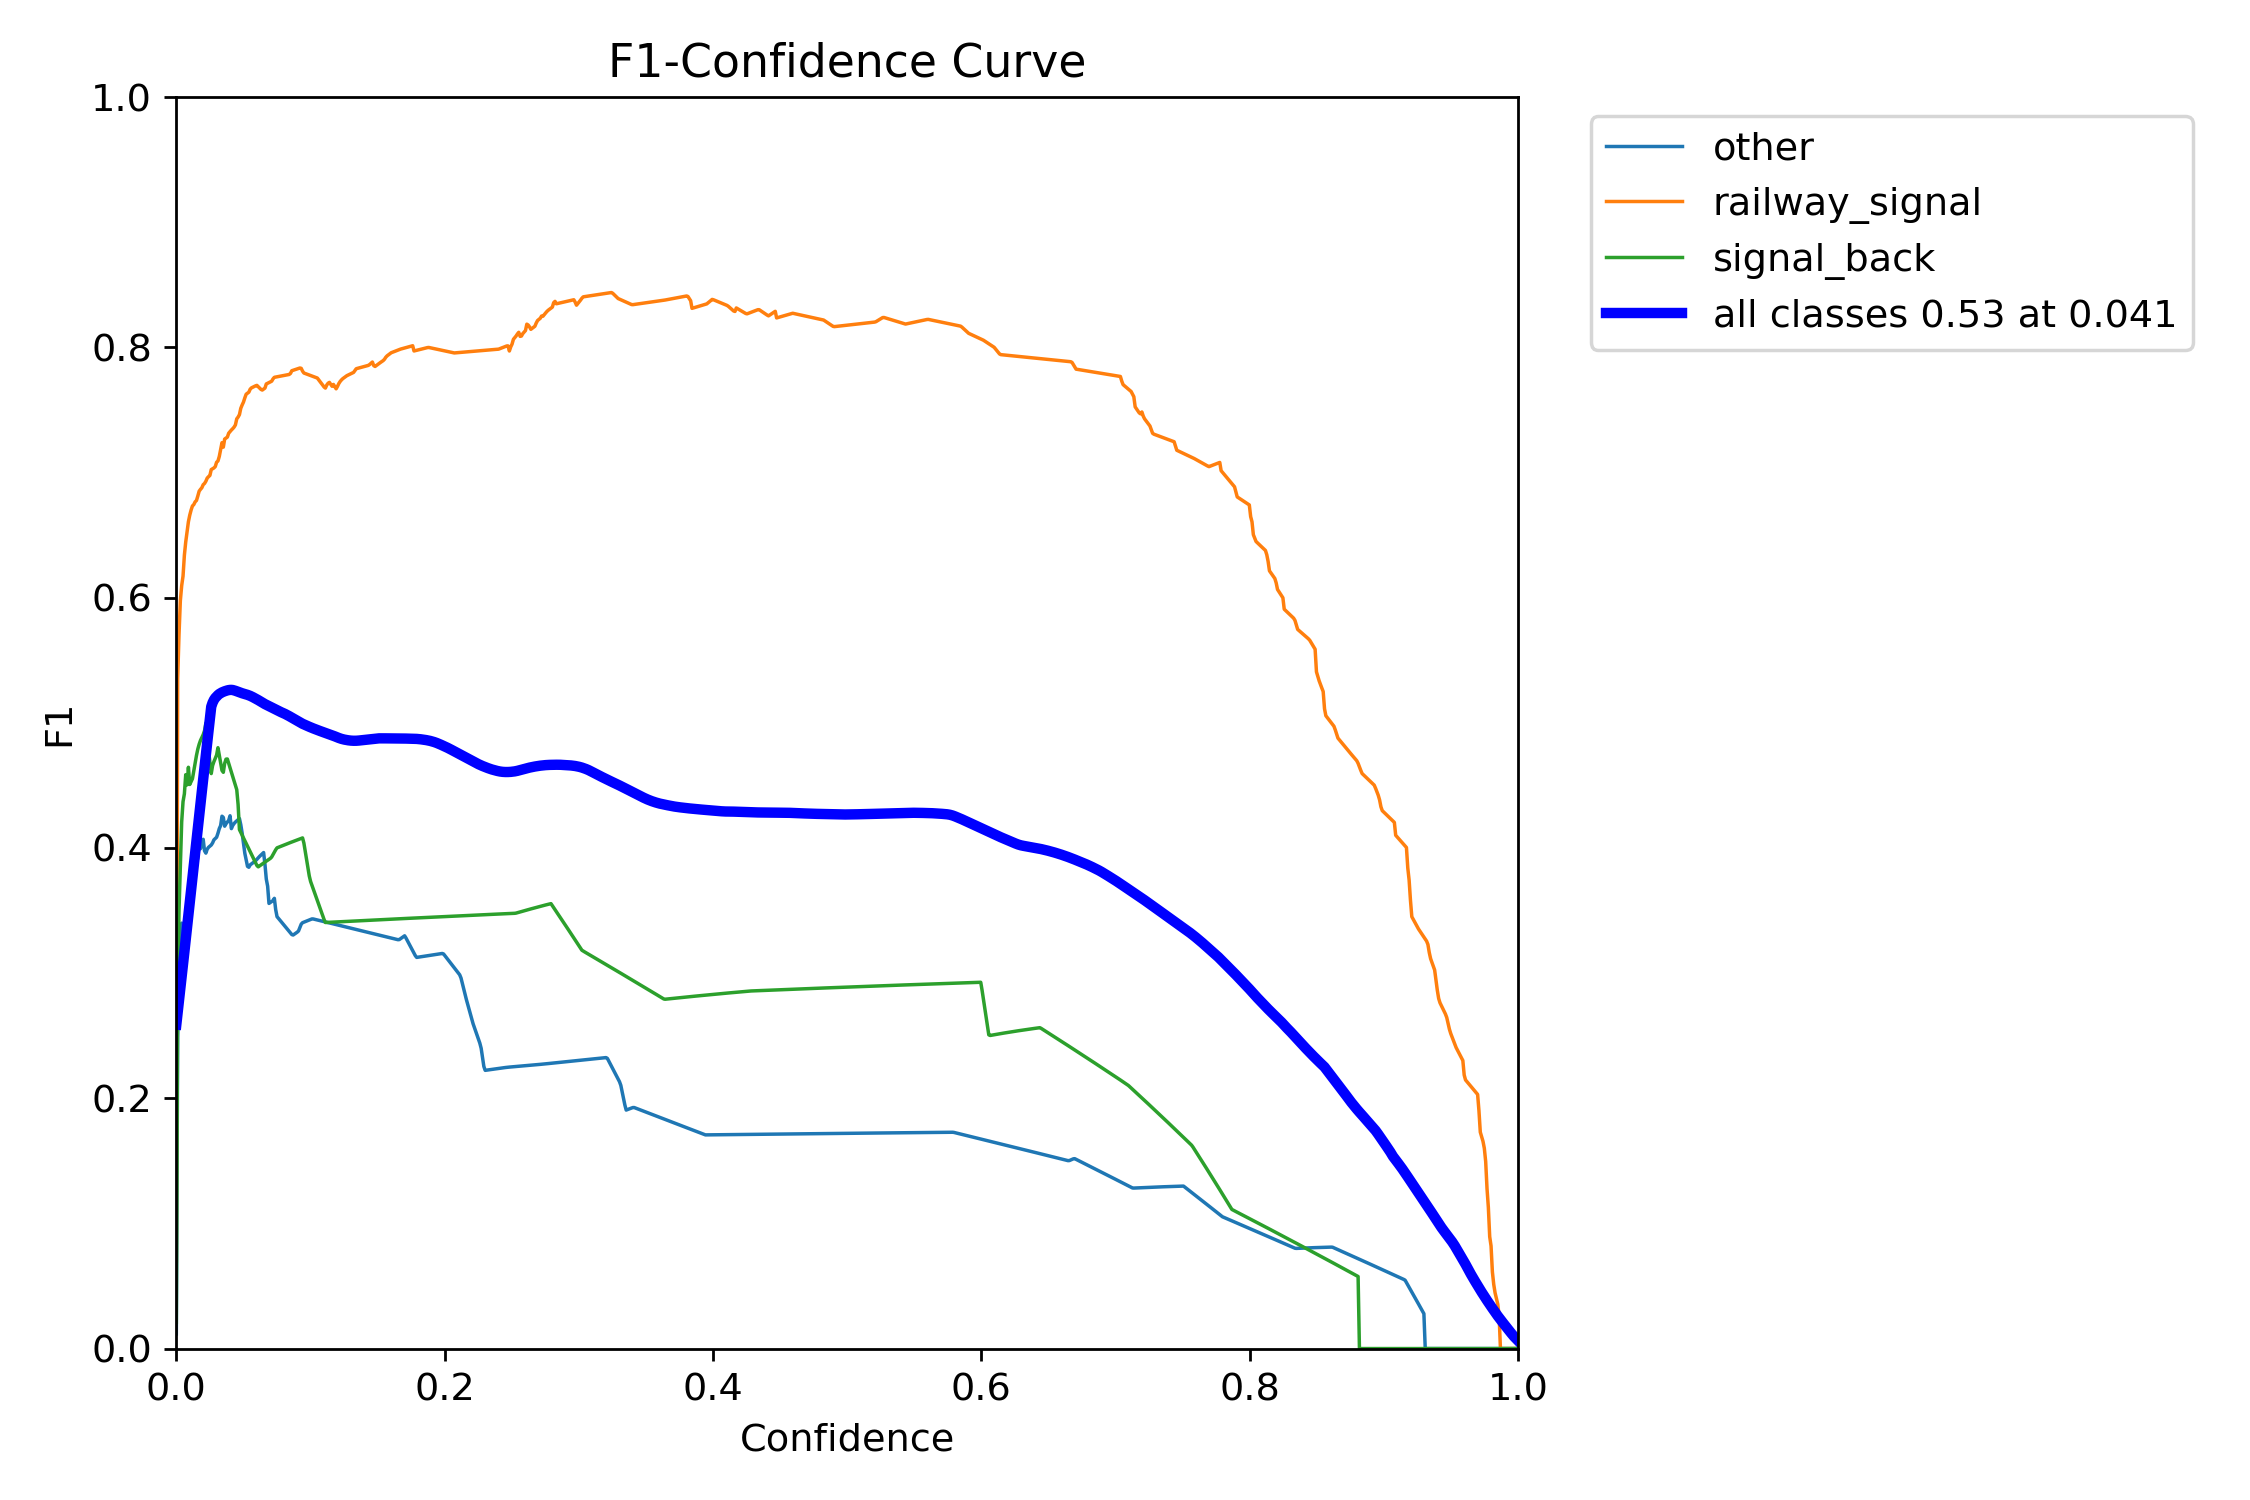 F1-Confidence Curve
1.0
0.8
0.6
0.4
0.2
0.0
F1
0.0 0.2 0.4 0.6 0.8 1.0
Confidence
other
railway_signal
signal_back
all classes 0.53 at 0.041